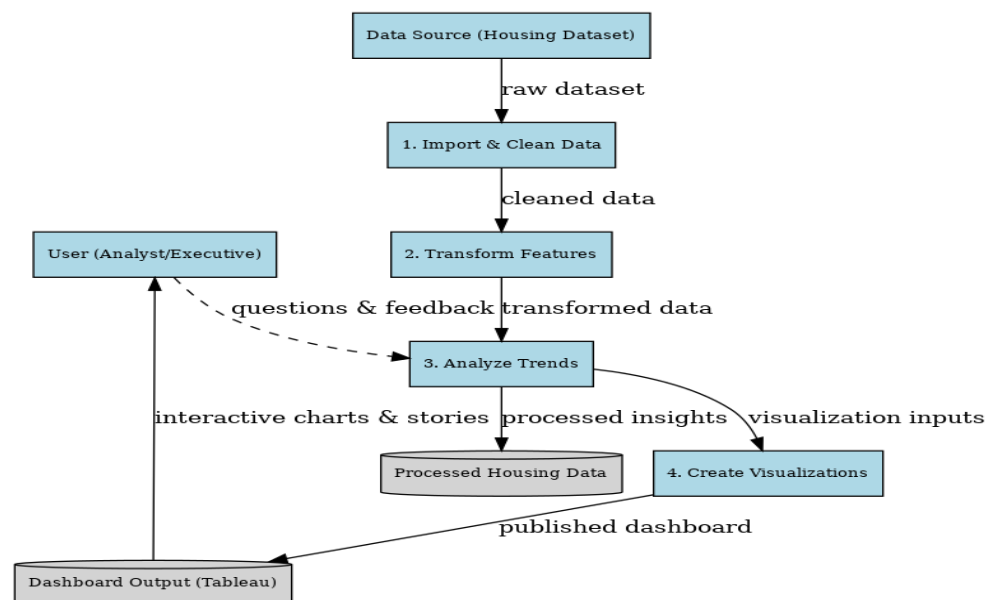 Data Source (Housing Dataset)
raw dataset
1. Import & Clean Data
cleaned data
User (Analyst/Executive)
2. Transform Features
questions & feedback
transformed data
3. Analyze Trends
interactive charts & stories
processed insights
visualization inputs
Processed Housing Data
4. Create Visualizations
published dashboard
Dashboard Output (Tableau)